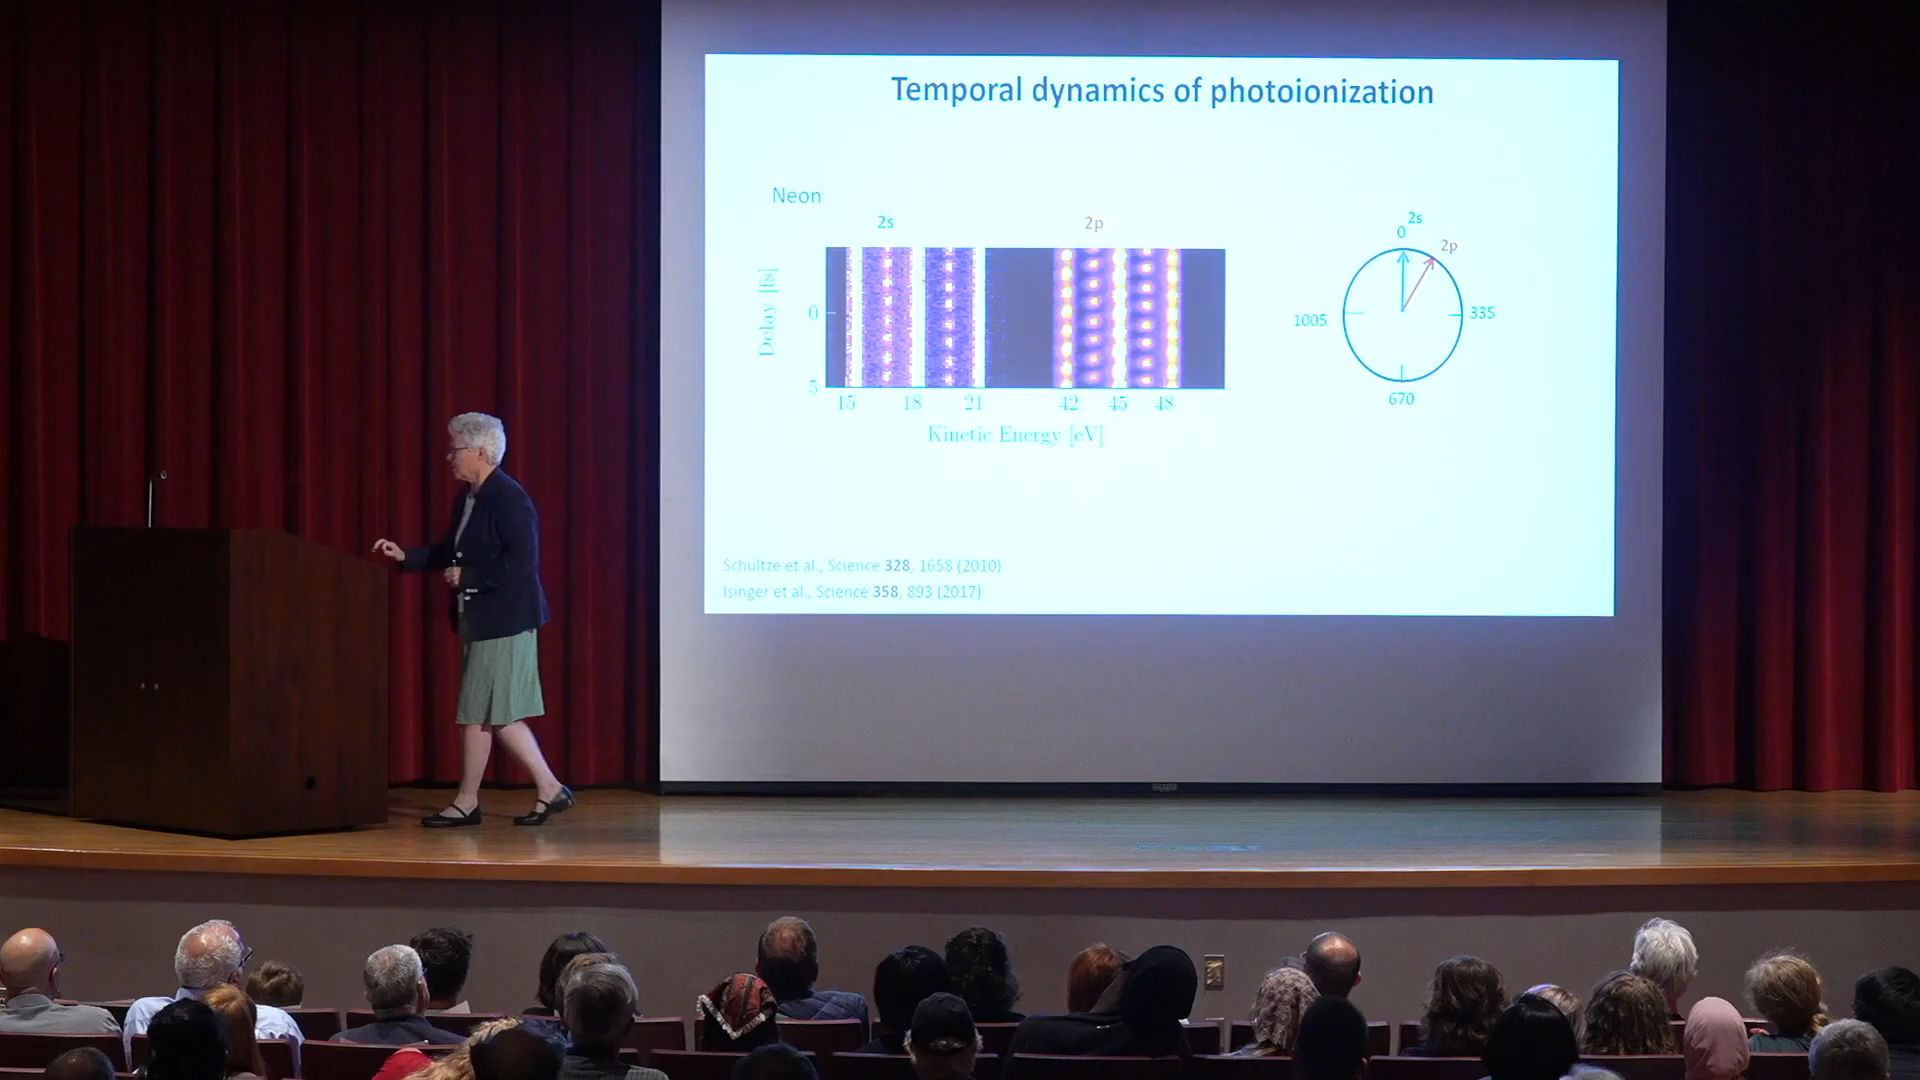 Temporal dynamics of photoionization
Neon
2s
2p
Delay [fs]
0
5
15 18 21 42 45 48
Kinetic Energy [eV]
2s
0
2p
1005
335
670
Schultze et al., Science 328, 1658 (2010)
Isinger et al., Science 358, 893 (2017)